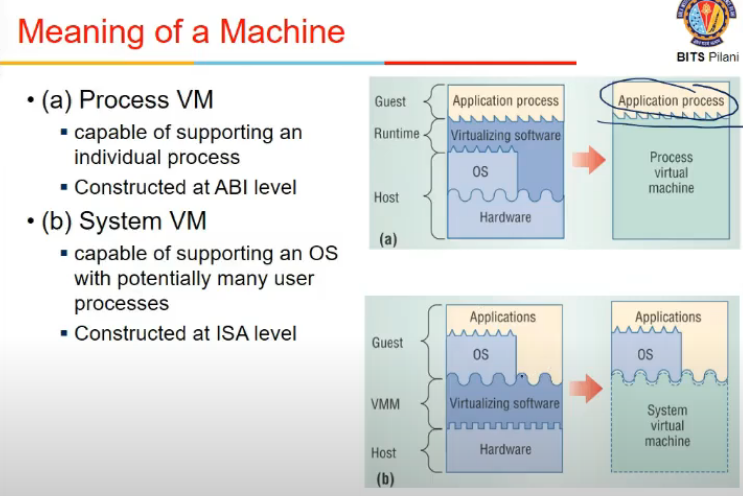 Meaning of a Machine
BITS Pilani
• (a) Process VM
▪ capable of supporting an
individual process
▪ Constructed at ABI level
• (b) System VM
▪ capable of supporting an OS
with potentially many user
processes
▪ Constructed at ISA level
Guest
Application process
Application process
Runtime
Virtualizing software
OS
Process
virtual
machine
Host
Hardware
(a)
Applications
Applications
Guest
OS
OS
VMM
Virtualizing software
System
virtual
machine
Host
Hardware
(b)